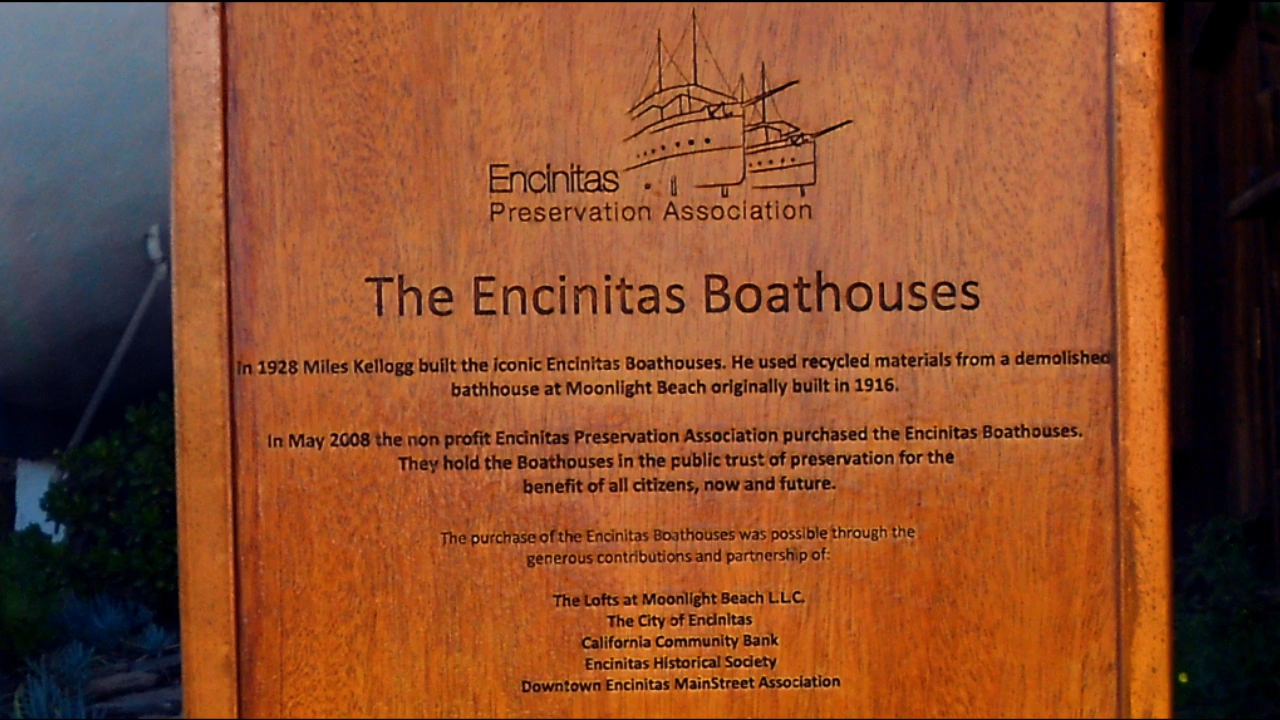 Encinitas
Preservation Association
The Encinitas Boathouses
In 1928 Miles Kellogg built the iconic Encinitas Boathouses. He used recycled materials from a demolished
bathhouse at Moonlight Beach originally built in 1916.
In May 2008 the non profit Encinitas Preservation Association purchased the Encinitas Boathouses.
They hold the Boathouses in the public trust of preservation for the
benefit of all citizens, now and future.
The purchase of the Encinitas Boathouses was possible through the
generous contributions and partnership of:
The Lofts at Moonlight Beach L.L.C.
The City of Encinitas
California Community Bank
Encinitas Historical Society
Downtown Encinitas MainStreet Association